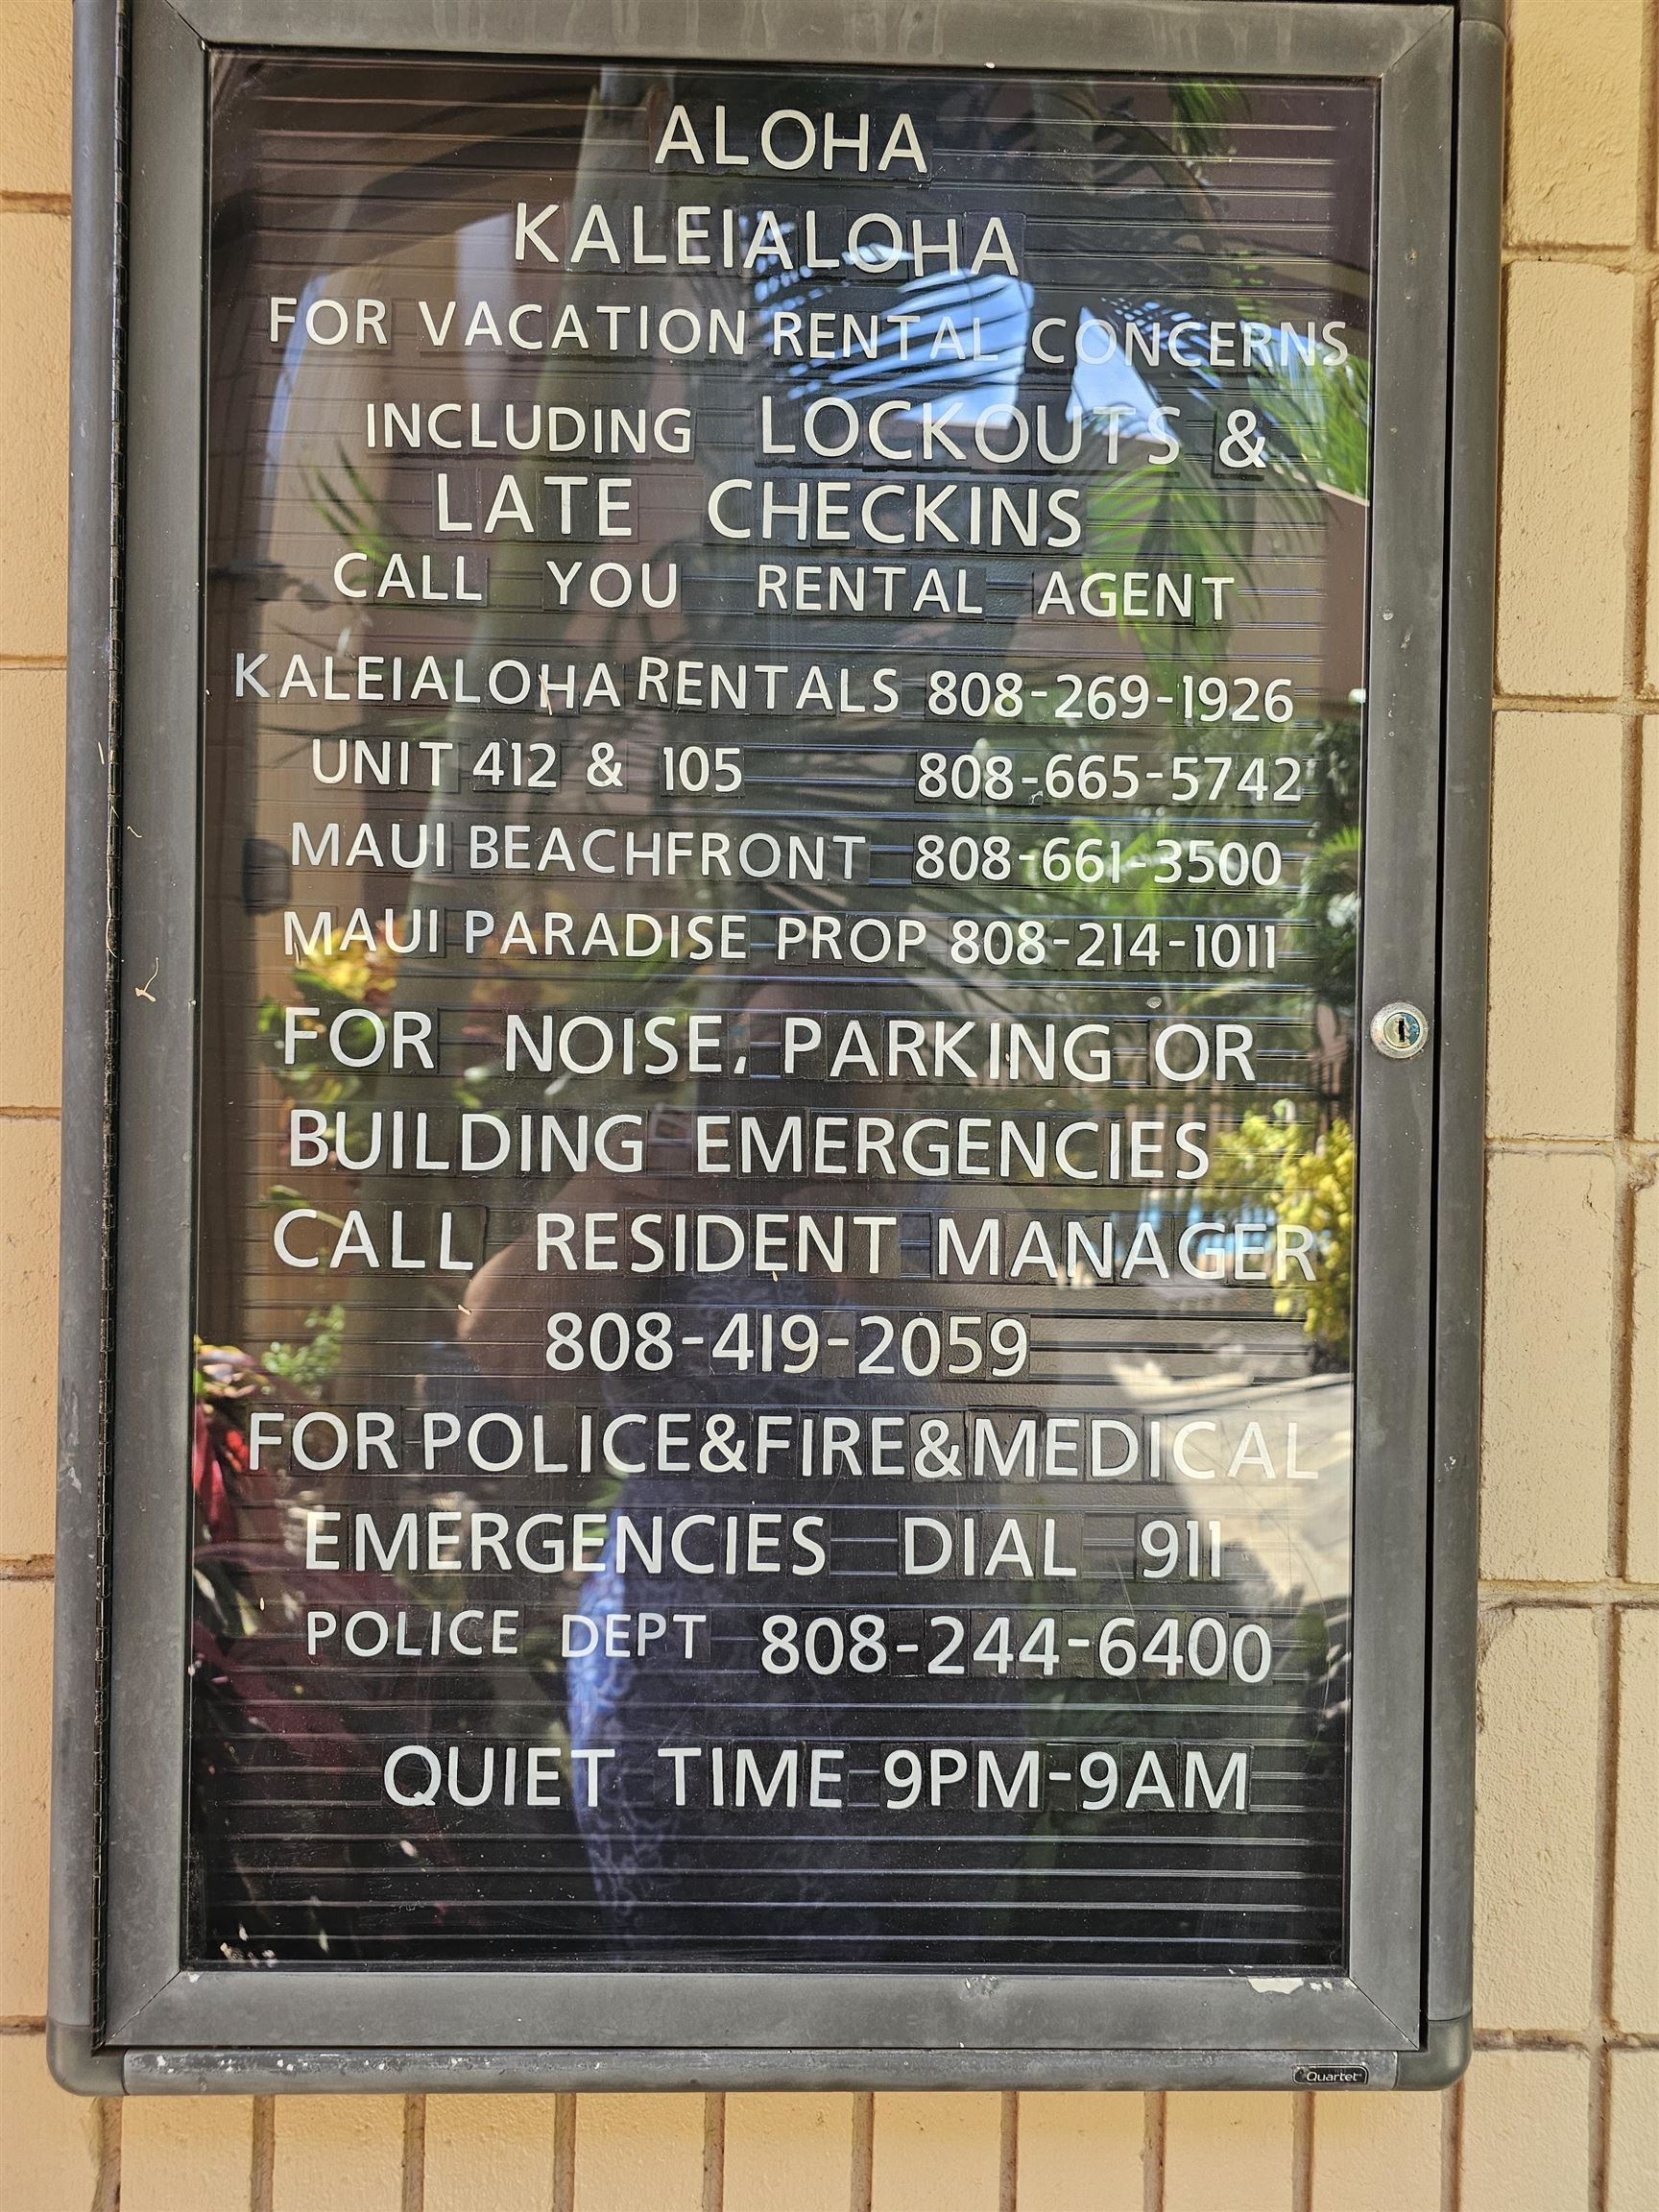 ALOHA
KALEIALOHA
FOR VACATION RENTAL CONCERNS
INCLUDING LOCKOUTS &
LATE CHECKINS
CALL YOU RENTAL AGENT
KALEIALOHA RENTALS 808-269-1926
UNIT 412 & 105 808-665-5742
MAUI BEACHFRONT 808-661-3500
MAUI PARADISE PROP 808-214-1011
FOR NOISE, PARKING OR
BUILDING EMERGENCIES
CALL RESIDENT MANAGER
808-419-2059
FOR POLICE&FIRE&MEDICAL
EMERGENCIES DIAL 911
POLICE DEPT 808-244-6400
QUIET TIME 9PM-9AM
Quartet